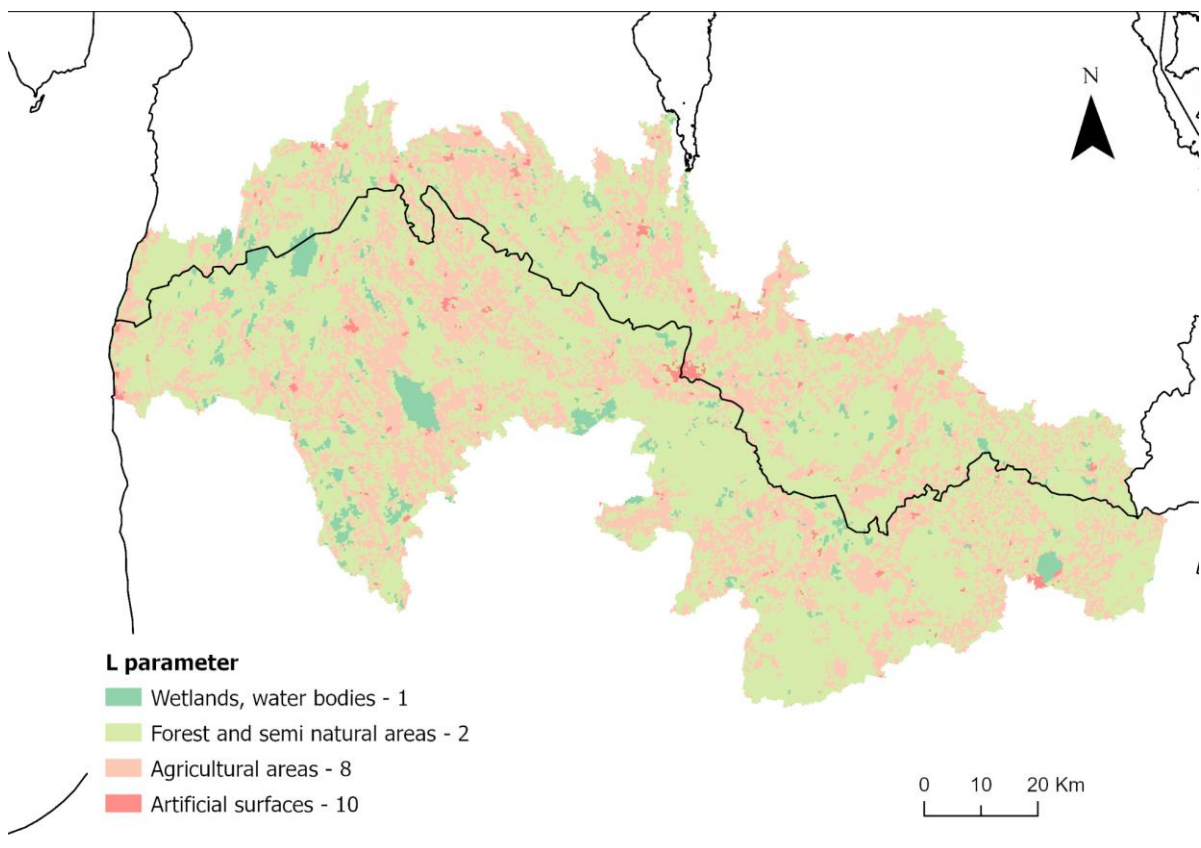 N
L parameter
Wetlands, water bodies - 1
Forest and semi natural areas - 2
Agricultural areas - 8
Artificial surfaces - 10
0 10 20 Km